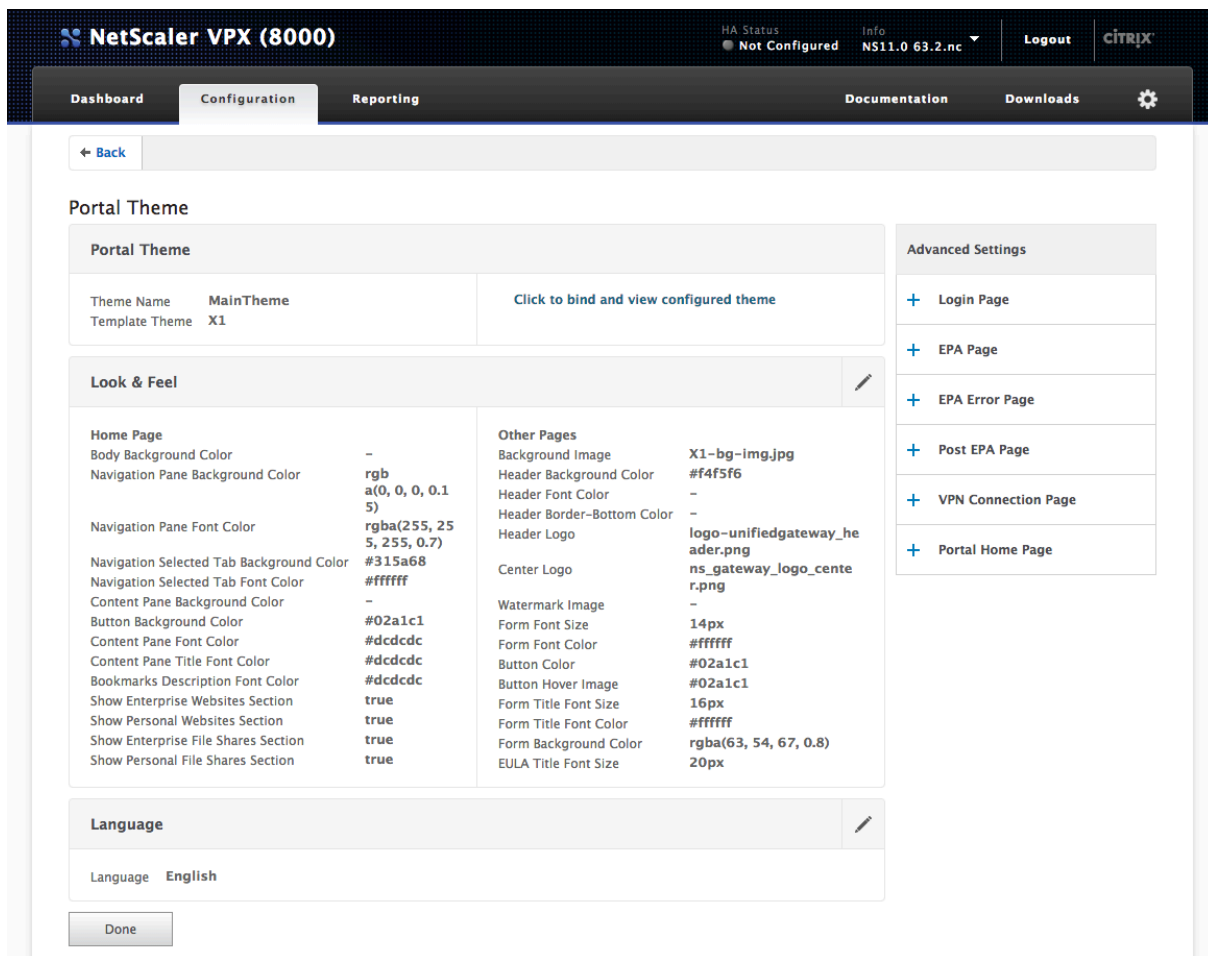 NetScaler VPX (8000)
HA Status
Not Configured
Info
NS11.0 63.2.nc
Logout
CİTRIX
Dashboard
Configuration
Reporting
Documentation
Downloads
Back
Portal Theme
Portal Theme
Theme Name MainTheme
Template Theme X1
Click to bind and view configured theme
Look & Feel
Home Page
Body Background Color –
Navigation Pane Background Color rgb
a(0, 0, 0, 0.1
5)
Navigation Pane Font Color rgba(255, 25
5, 255, 0.7)
Navigation Selected Tab Background Color #315a68
Navigation Selected Tab Font Color #ffffff
Content Pane Background Color –
Button Background Color #02a1c1
Content Pane Font Color #dcdcdc
Content Pane Title Font Color #dcdcdc
Bookmarks Description Font Color #dcdcdc
Show Enterprise Websites Section true
Show Personal Websites Section true
Show Enterprise File Shares Section true
Show Personal File Shares Section true
Other Pages
Background Image X1-bg-img.jpg
Header Background Color #f4f5f6
Header Font Color –
Header Border-Bottom Color –
Header Logo logo-unifiedgateway_he
ader.png
Center Logo ns_gateway_logo_cente
r.png
Watermark Image –
Form Font Size 14px
Form Font Color #ffffff
Button Color #02a1c1
Button Hover Image #02a1c1
Form Title Font Size 16px
Form Title Font Color #ffffff
Form Background Color rgba(63, 54, 67, 0.8)
EULA Title Font Size 20px
Language
Language English
Done
Advanced Settings
+ Login Page
+ EPA Page
+ EPA Error Page
+ Post EPA Page
+ VPN Connection Page
+ Portal Home Page